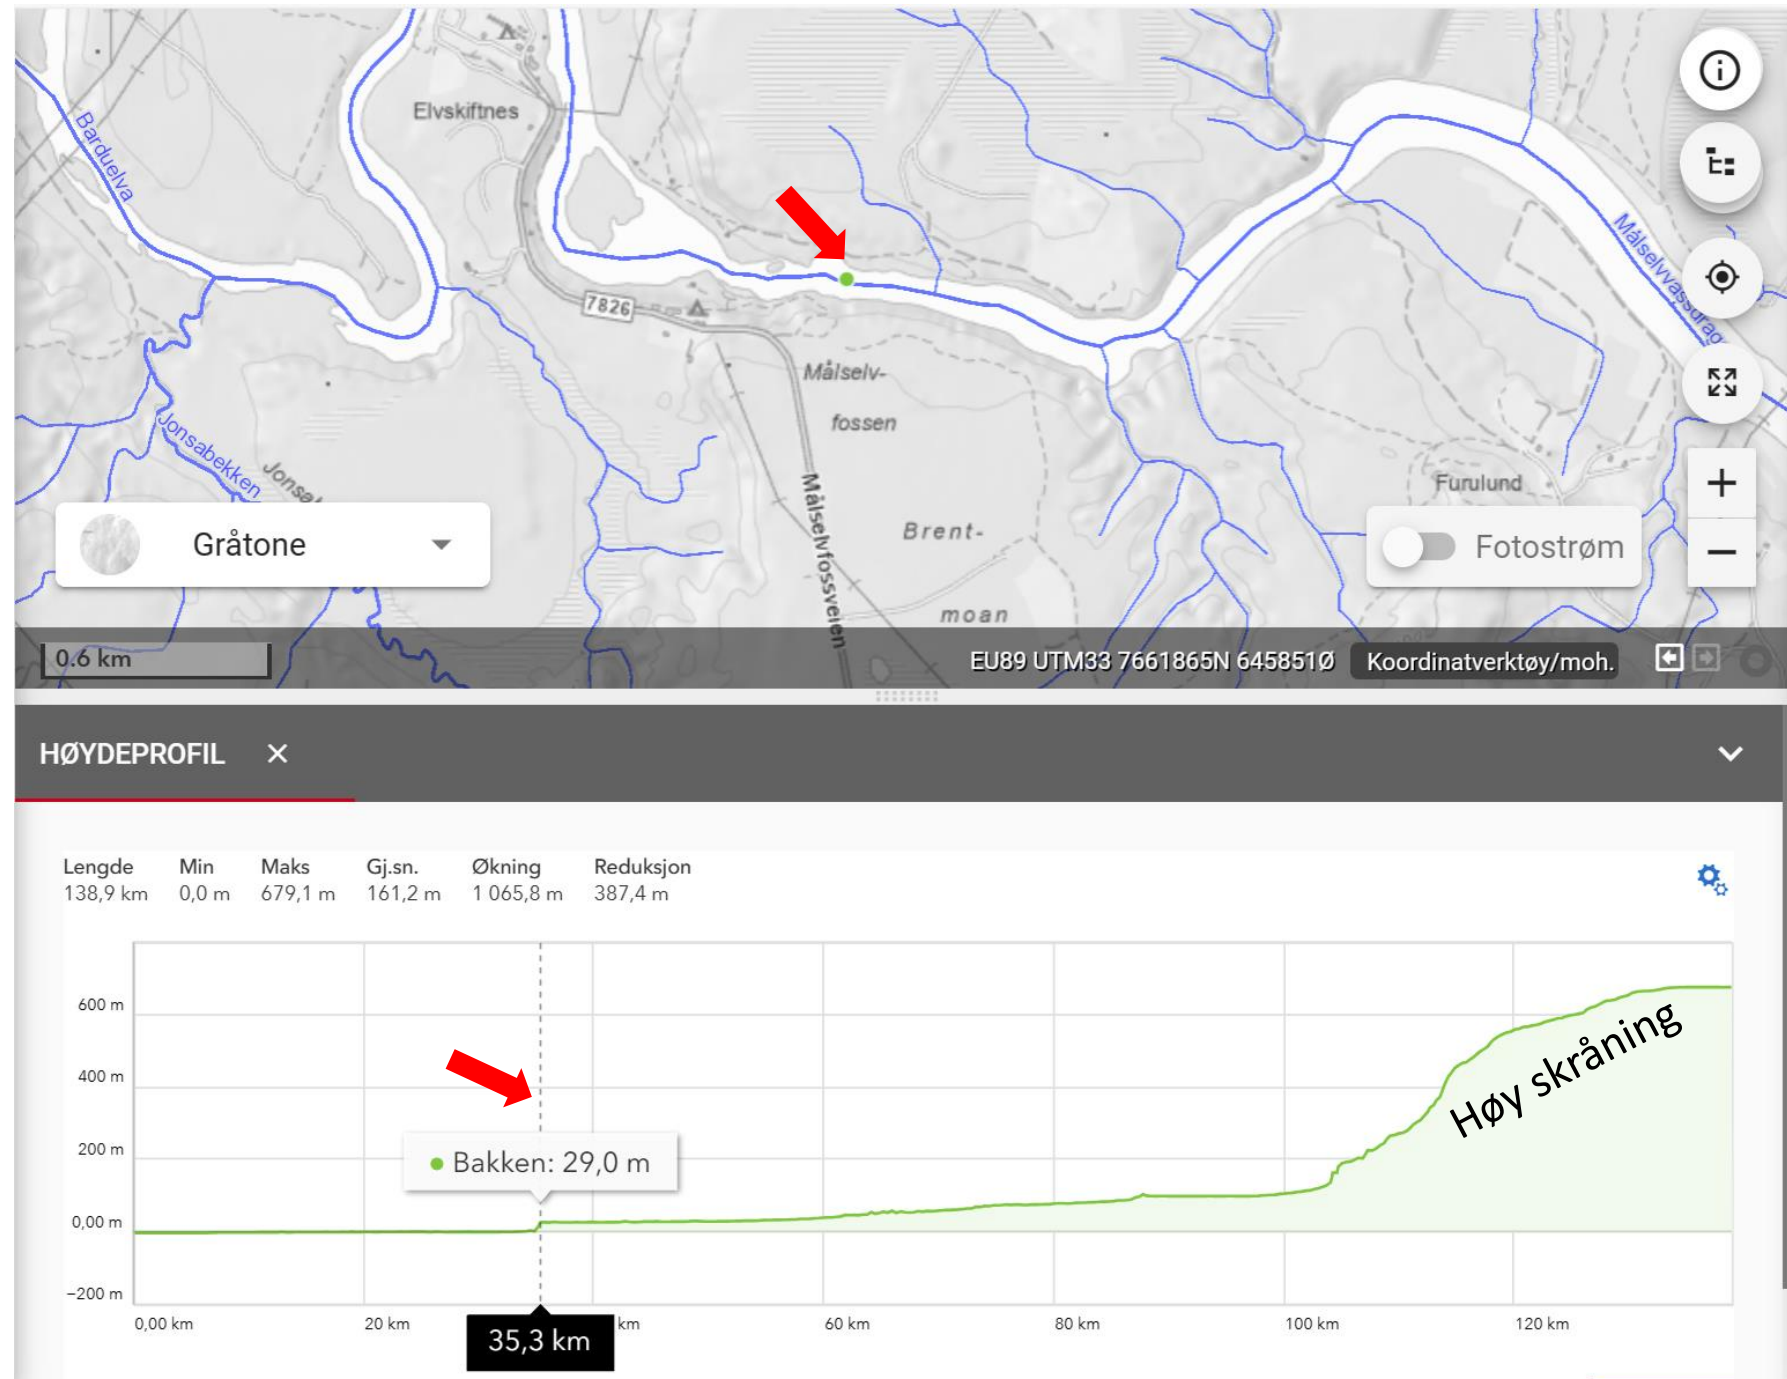 Elvskiftnes
Barduelva
7826
Målselvvassdrag
Målselv-
fossen
Jonsabekken
Målselvfossveien
Furulund
Gråtone
Brent-
Fotostrøm
moan
0.6 km
EU89 UTM33 7661865N 645851Ø
Koordinatverktøy/moh.
HØYDEPROFIL
Lengde Min Maks Gj.sn. Økning Reduksjon
138,9 km 0,0 m 679,1 m 161,2 m 1 065,8 m 387,4 m
600 m
400 m
200 m
0,00 m
−200 m
Høy skråning
Bakken: 29,0 m
0,00 km 20 km km 60 km 80 km 100 km 120 km
35,3 km